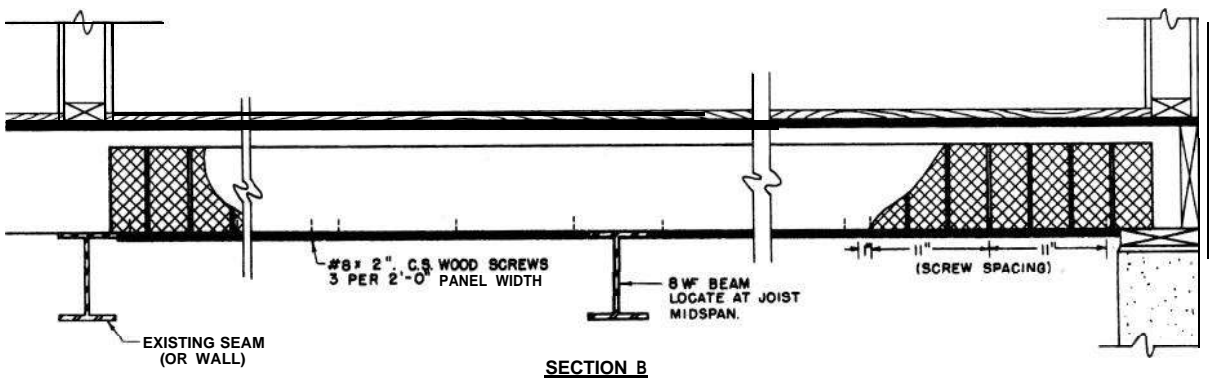 #8 x 2". C.S. WOOD SCREWS
3 PER 2'-0" PANEL WIDTH
8 WF BEAM
LOCATE AT JOIST
MIDSPAN.
1" 11" 11"
(SCREW SPACING)
EXISTING SEAM
(OR WALL)
SECTION B